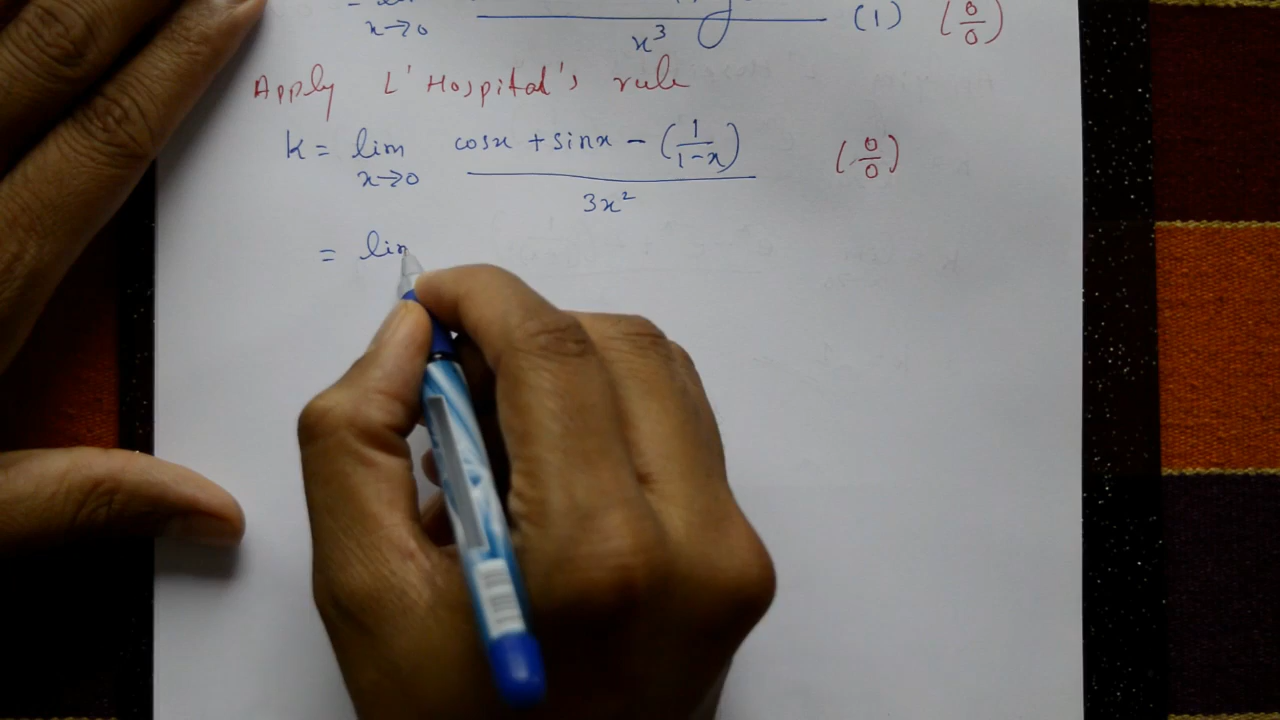 x→0 x³ (1) (0/0)
Apply L'Hospital's rule
K = lim x→0 cosx + sinx − (1/1−x) / 3x² (0/0)
= lim